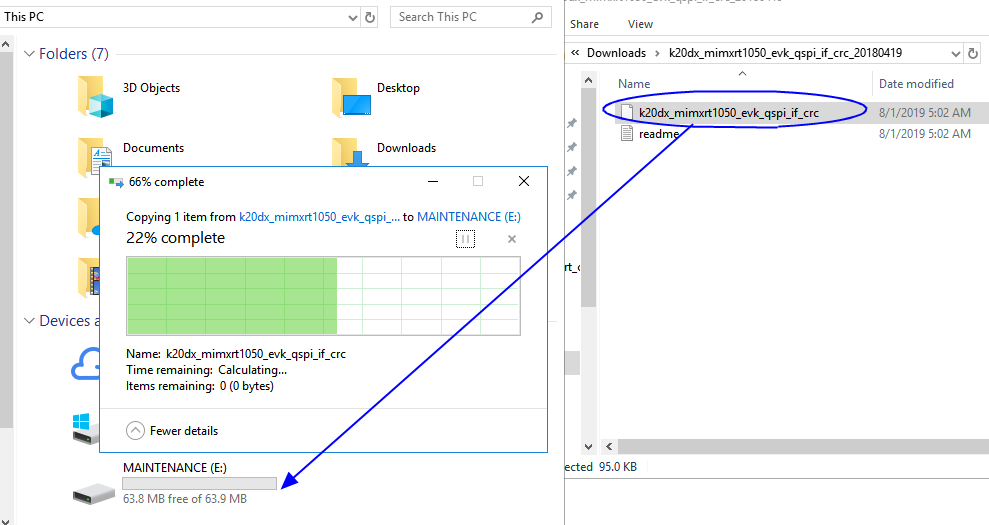 This PC
Search This PC
Folders (7)
3D Objects
Desktop
Documents
Downloads
66% complete
Copying 1 item from k20dx_mimxrt1050_evk_qspi_... to MAINTENANCE (E:)
22% complete
Name: k20dx_mimxrt1050_evk_qspi_if_crc
Time remaining: Calculating...
Items remaining: 0 (0 bytes)
Fewer details
Devices a
MAINTENANCE (E:)
63.8 MB free of 63.9 MB
Share View
« Downloads > k20dx_mimxrt1050_evk_qspi_if_crc_20180419
Name Date modified
k20dx_mimxrt1050_evk_qspi_if_crc 8/1/2019 5:02 AM
readme 8/1/2019 5:02 AM
rt_c
ected 95.0 KB